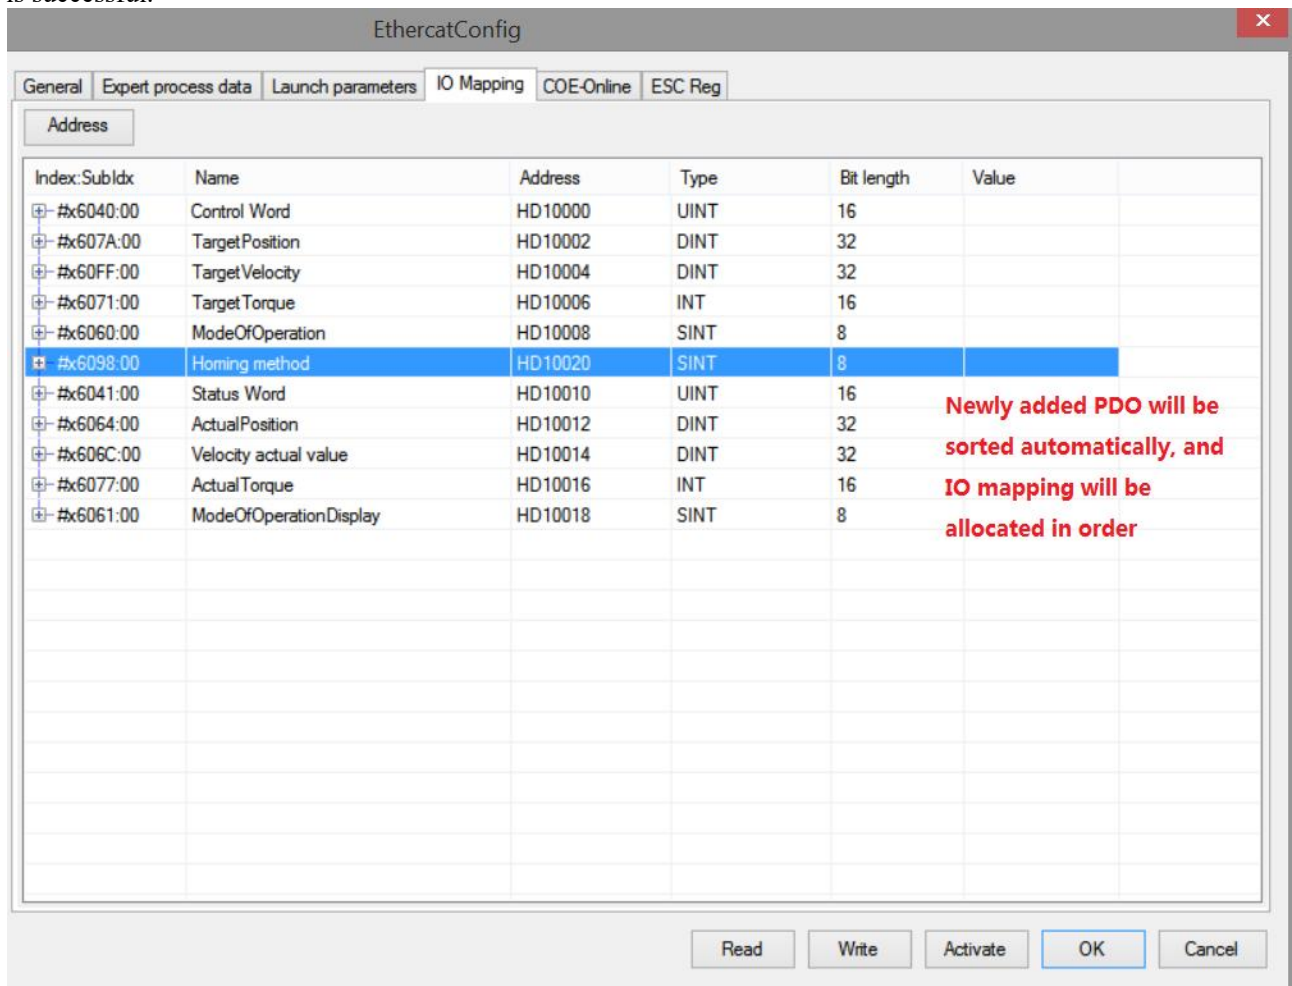 is successful.
EthercatConfig
General Expert process data Launch parameters IO Mapping COE-Online ESC Reg
Address
Index:SubIdx Name Address Type Bit length Value
#x6040:00 Control Word HD10000 UINT 16
#x607A:00 TargetPosition HD10002 DINT 32
#x60FF:00 TargetVelocity HD10004 DINT 32
#x6071:00 TargetTorque HD10006 INT 16
#x6060:00 ModeOfOperation HD10008 SINT 8
#x6098:00 Homing method HD10020 SINT 8
#x6041:00 Status Word HD10010 UINT 16
#x6064:00 ActualPosition HD10012 DINT 32
#x606C:00 Velocity actual value HD10014 DINT 32
#x6077:00 ActualTorque HD10016 INT 16
#x6061:00 ModeOfOperationDisplay HD10018 SINT 8
Newly added PDO will be
sorted automatically, and
IO mapping will be
allocated in order
Read Write Activate OK Cancel